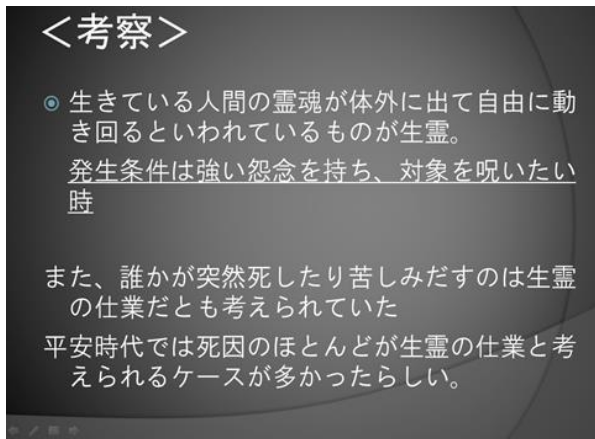 ＜考察＞
生きている人間の霊魂が体外に出て自由に動
き回るといわれているものが生霊。
発生条件は強い怨念を持ち、対象を呪いたい
時
また、誰かが突然死したり苦しみだすのは生霊
の仕業だとも考えられていた
平安時代では死因のほとんどが生霊の仕業と考
えられるケースが多かったらしい。